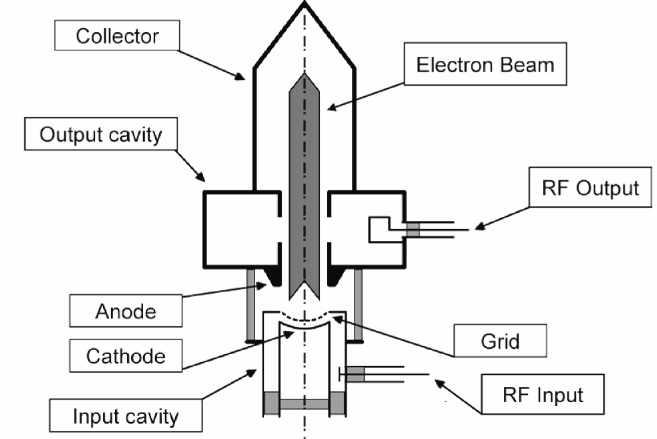 Collector
Electron Beam
Output cavity
RF Output
Anode
Grid
Cathode
RF Input
Input cavity